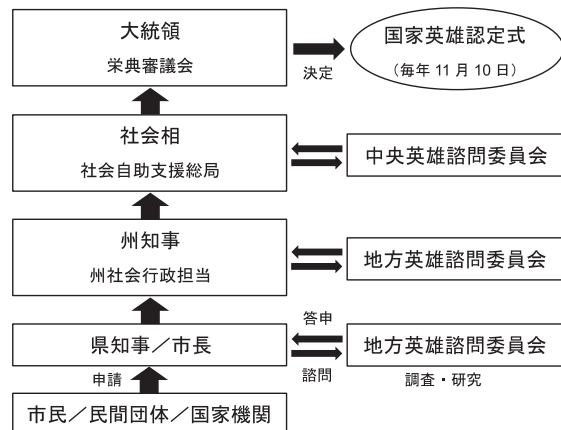 大統領
栄典審議会
決定
国家英雄認定式
（毎年 11 月 10 日）
社会相
社会自助支援総局
中央英雄諮問委員会
州知事
州社会行政担当
地方英雄諮問委員会
県知事／市長
答申
諮問
地方英雄諮問委員会
調査・研究
申請
市民／民間団体／国家機関